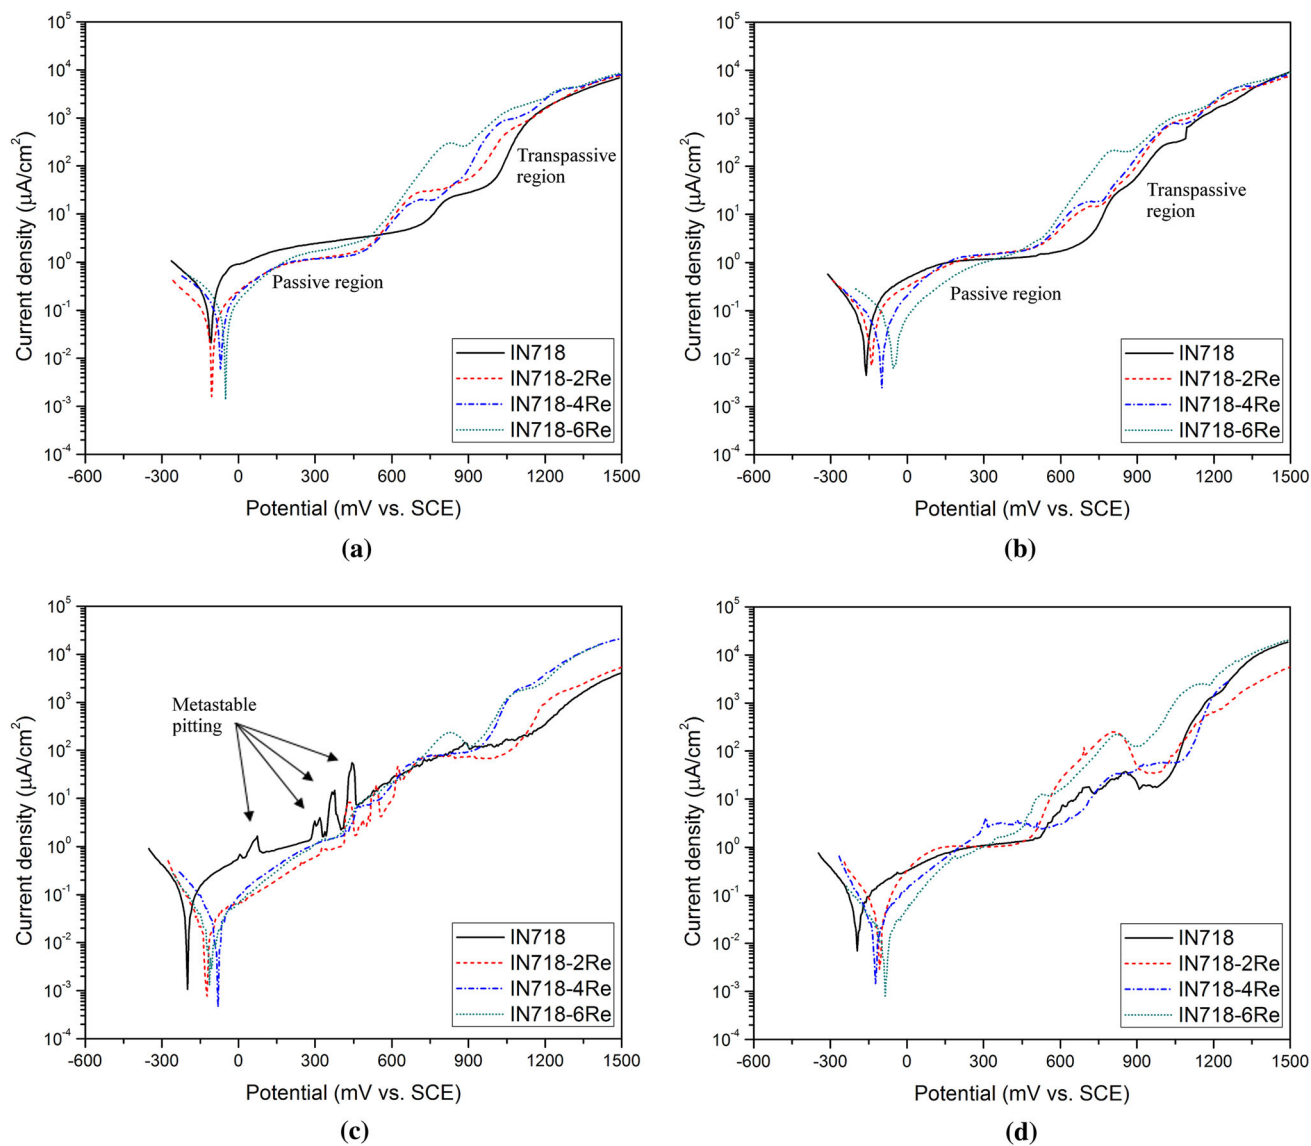 10^5
10^4
10^3
10^2
10^1
10^0
10^-1
10^-2
10^-3
10^-4
Current density (µA/cm^2)
Transpassive
region
Passive region
IN718
IN718-2Re
IN718-4Re
IN718-6Re
-600 -300 0 300 600 900 1200 1500
Potential (mV vs. SCE)
(a)
10^5
10^4
10^3
10^2
10^1
10^0
10^-1
10^-2
10^-3
10^-4
Current density (µA/cm^2)
Transpassive
region
Passive region
IN718
IN718-2Re
IN718-4Re
IN718-6Re
-600 -300 0 300 600 900 1200 1500
Potential (mV vs. SCE)
(b)
10^5
10^4
10^3
10^2
10^1
10^0
10^-1
10^-2
10^-3
10^-4
Current density (µA/cm^2)
Metastable
pitting
IN718
IN718-2Re
IN718-4Re
IN718-6Re
-600 -300 0 300 600 900 1200 1500
Potential (mV vs. SCE)
(c)
10^5
10^4
10^3
10^2
10^1
10^0
10^-1
10^-2
10^-3
10^-4
Current density (µA/cm^2)
IN718
IN718-2Re
IN718-4Re
IN718-6Re
-600 -300 0 300 600 900 1200 1500
Potential (mV vs. SCE)
(d)